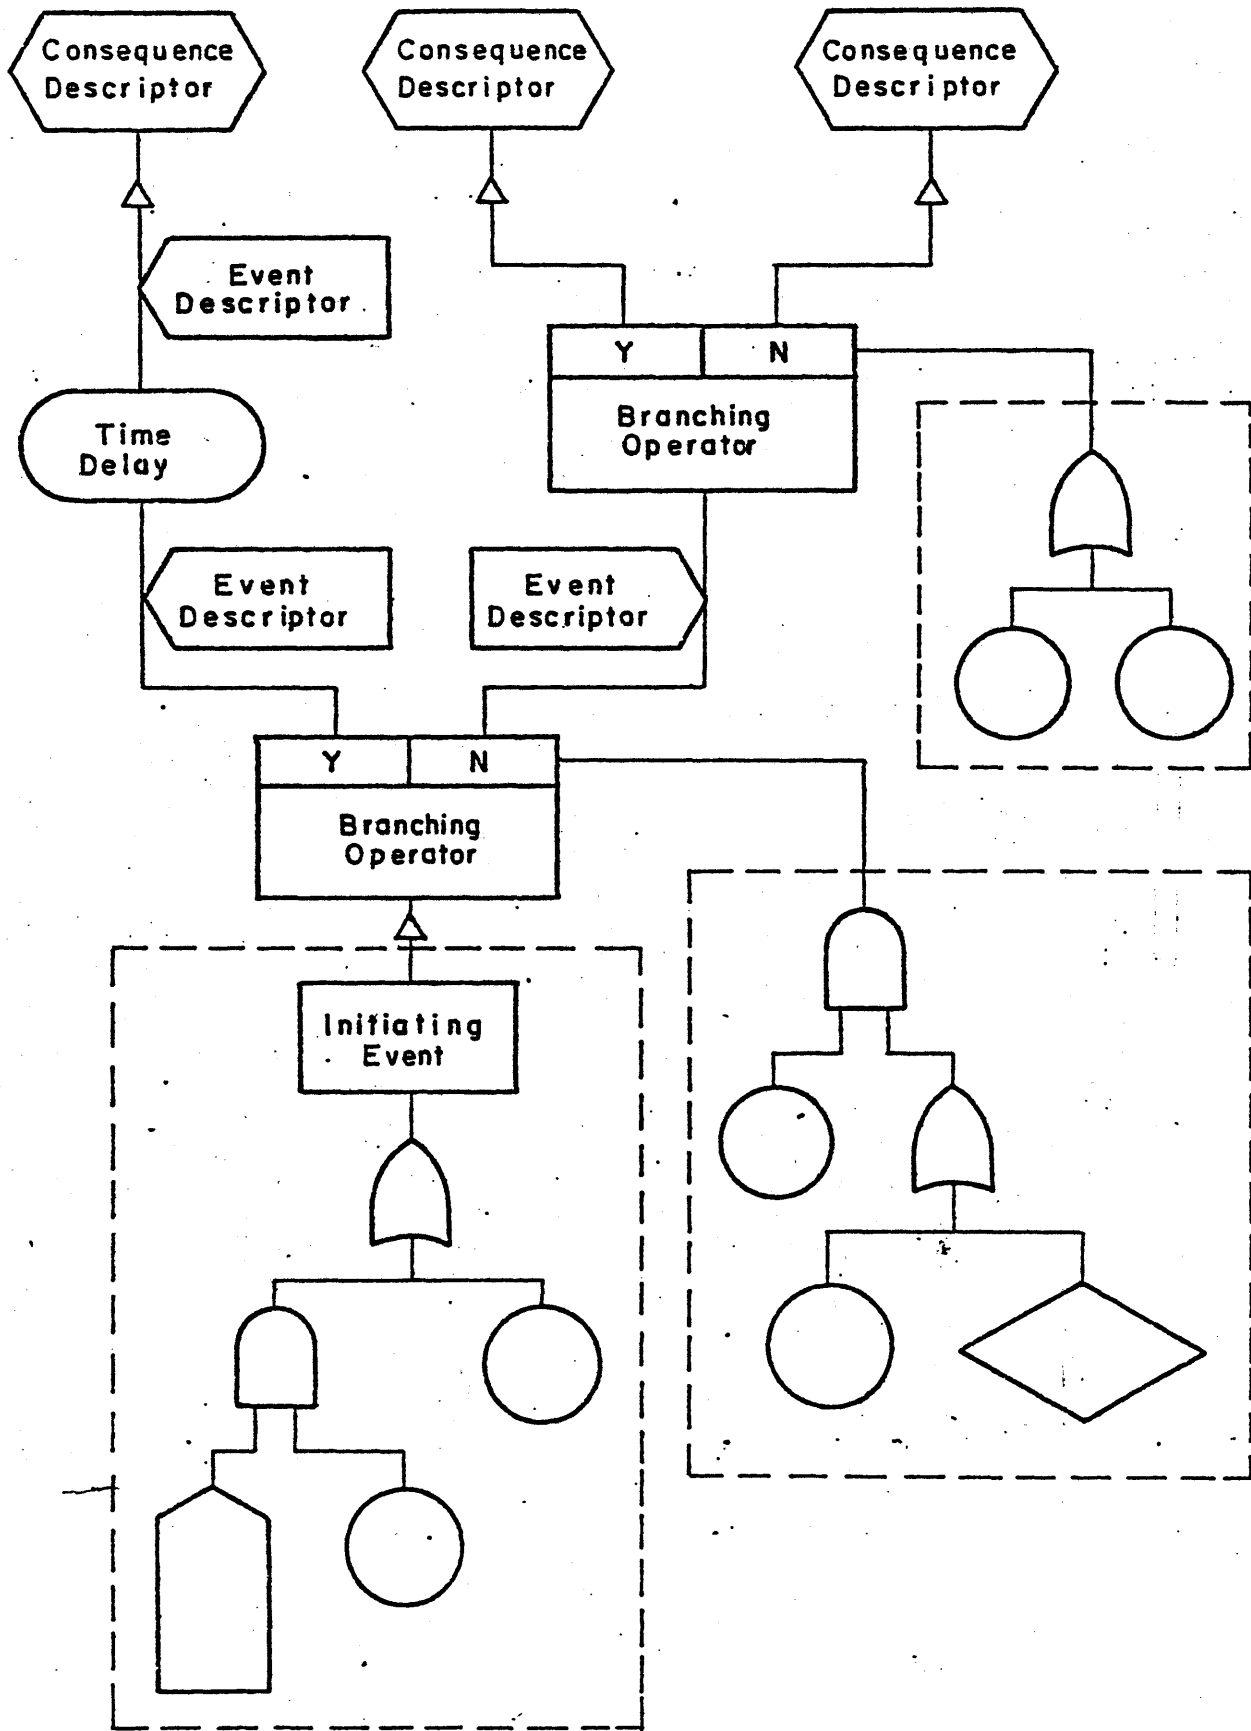 Consequence
Descriptor
Consequence
Descriptor
Consequence
Descriptor
Event
Descriptor
Y
N
Time
Delay
Branching
Operator
Event
Descriptor
Event
Descriptor
Y
N
Branching
Operator
Initiating
Event